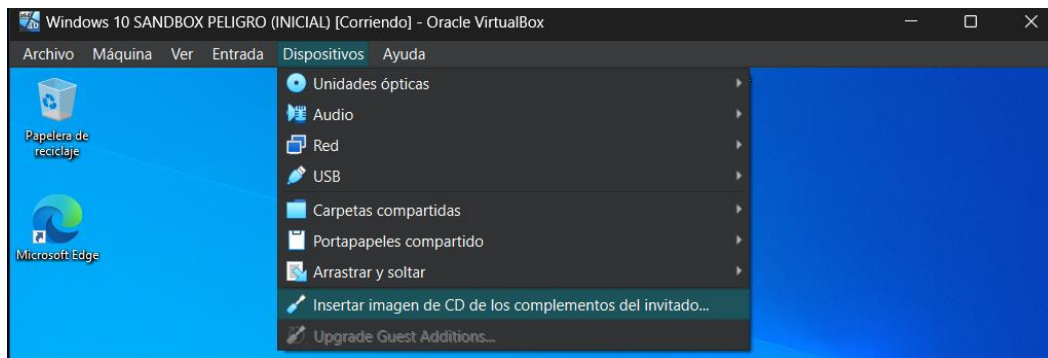 Windows 10 SANDBOX PELIGRO (INICIAL) [Corriendo] - Oracle VirtualBox
Archivo Máquina Ver Entrada Dispositivos Ayuda
Unidades ópticas
Audio
Red
USB
Carpetas compartidas
Portapapeles compartido
Arrastrar y soltar
Insertar imagen de CD de los complementos del invitado...
Upgrade Guest Additions...
Papelera de
reciclaje
Microsoft Edge